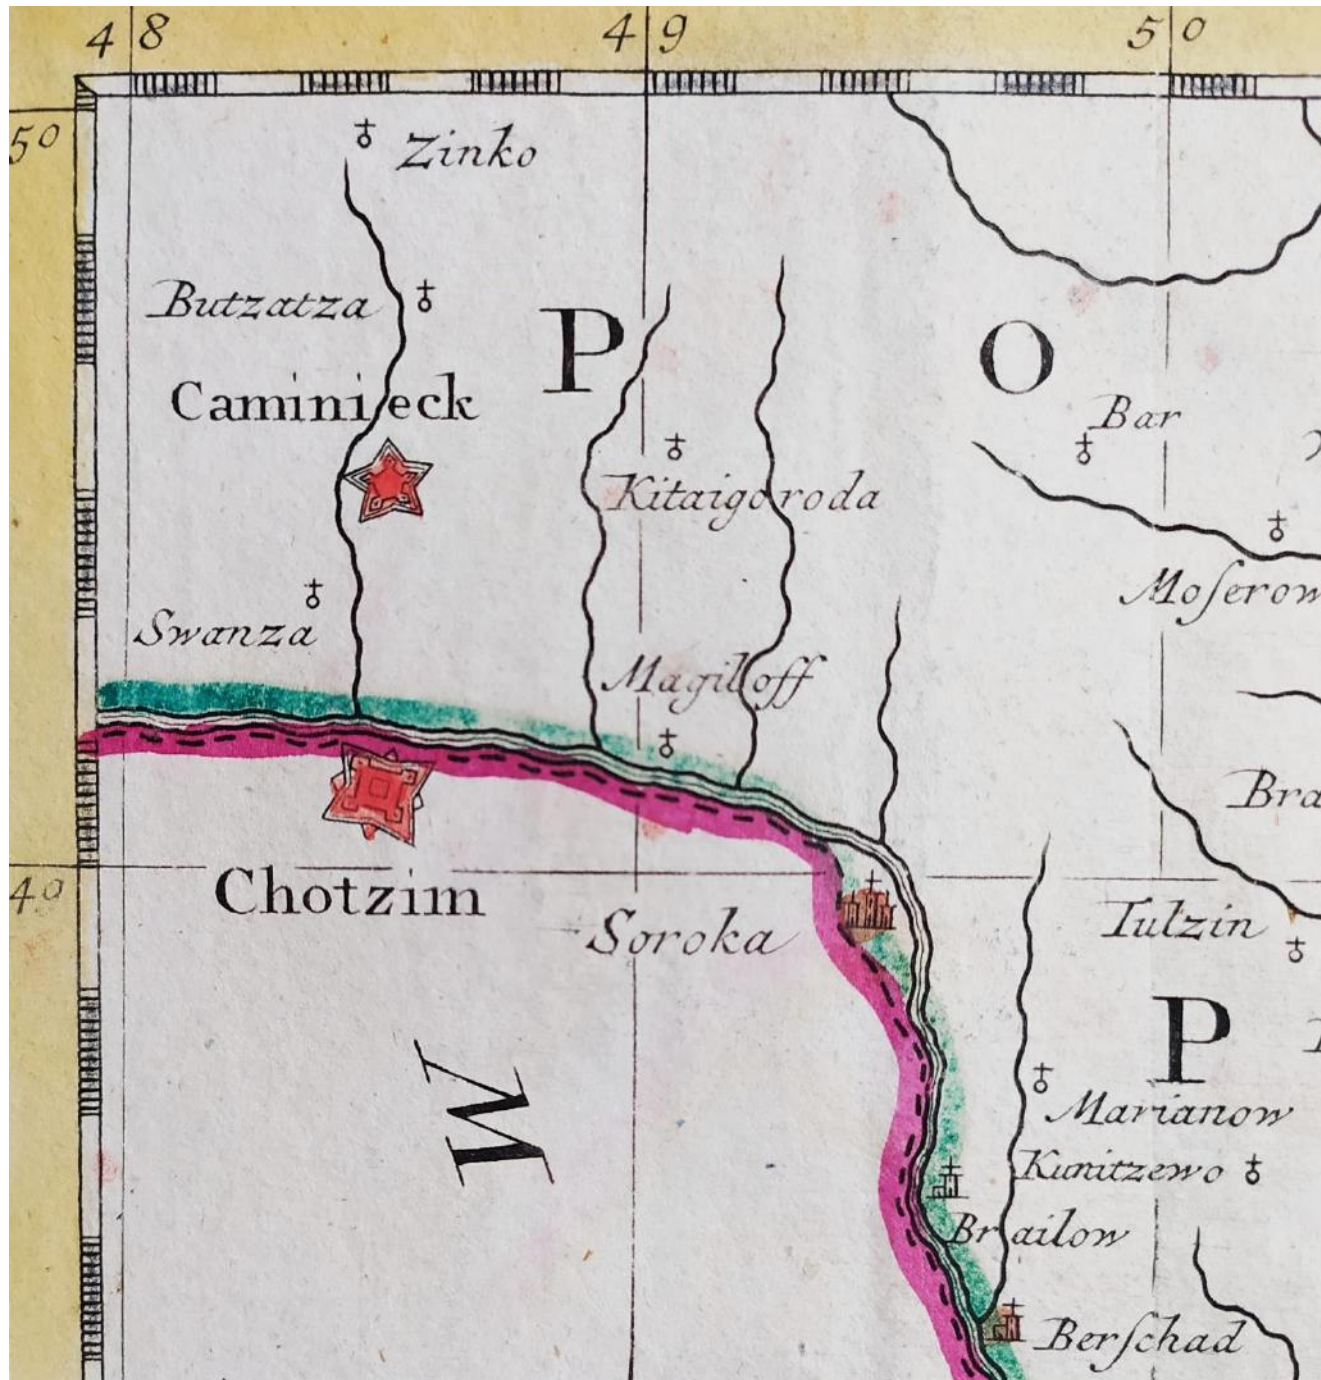 48 49 50
50
Zinko
Butzatza
P O
Caminieck
Bar
Kitaigoroda
Moſerow
Swanza
Magiloff
Bra
40
Chotzim
Soroka
Tulzin
M
P
Marianow
Kunitzewo
Brailow
Berſchad